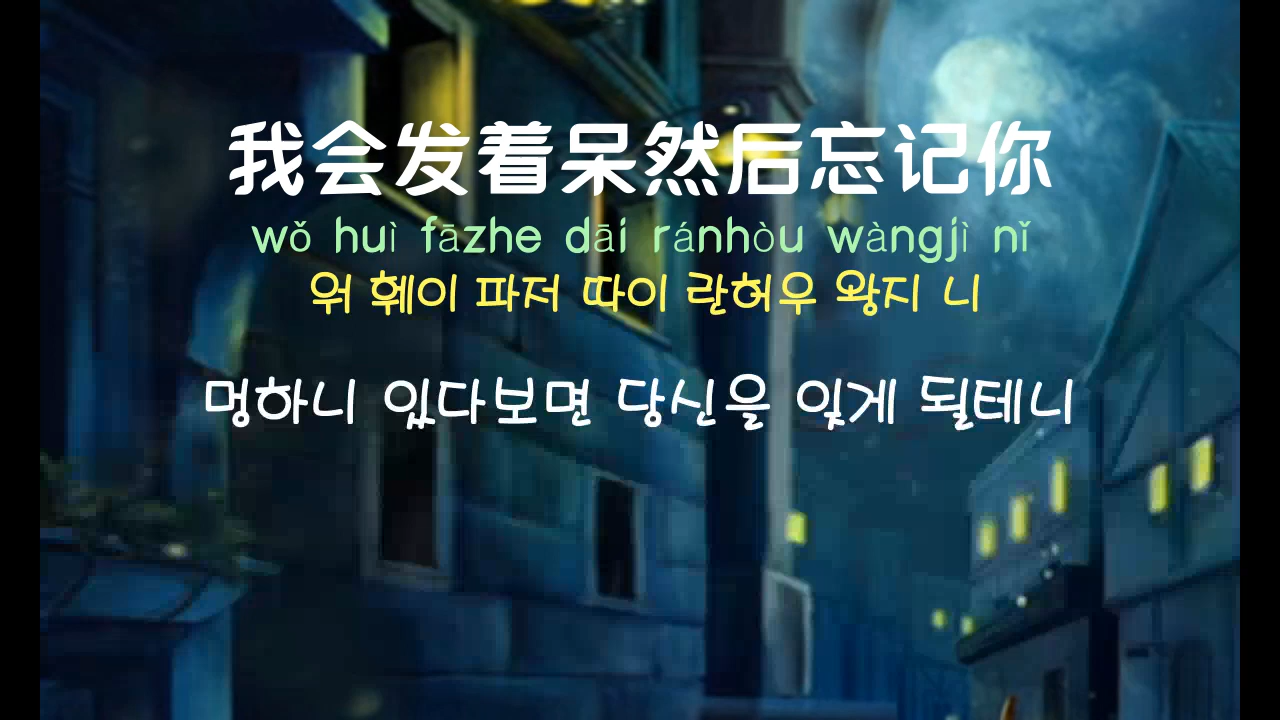 我会发着呆然后忘记你
wǒ huì fāzhe dāi ránhòu wàngjì nǐ
워 훼이 파저 따이 란허우 왕지 니
멍하니 있다보면 당신을 잊게 될테니